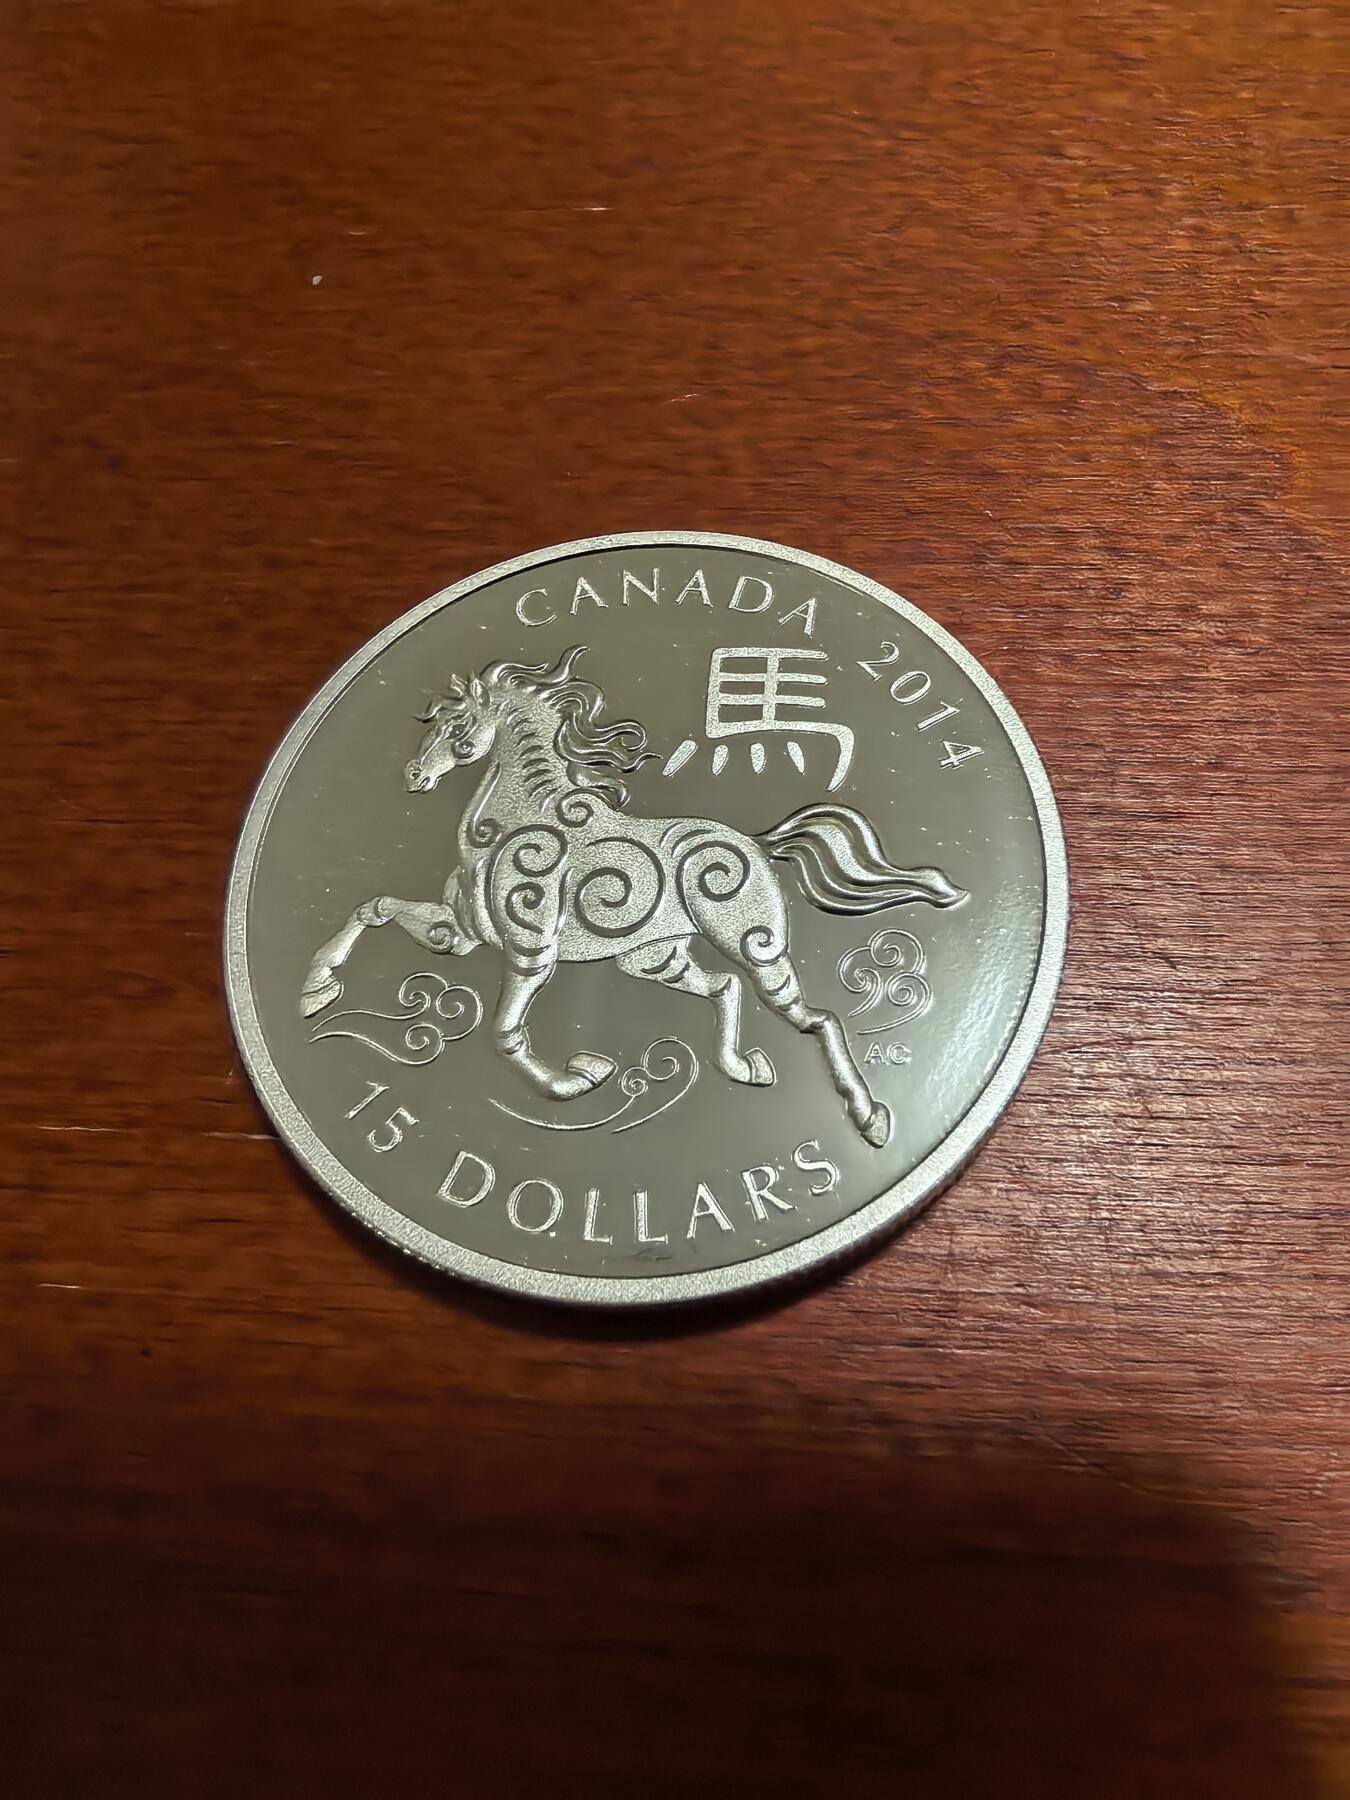 CANADA 2014
馬
AC
15 DOLLARS